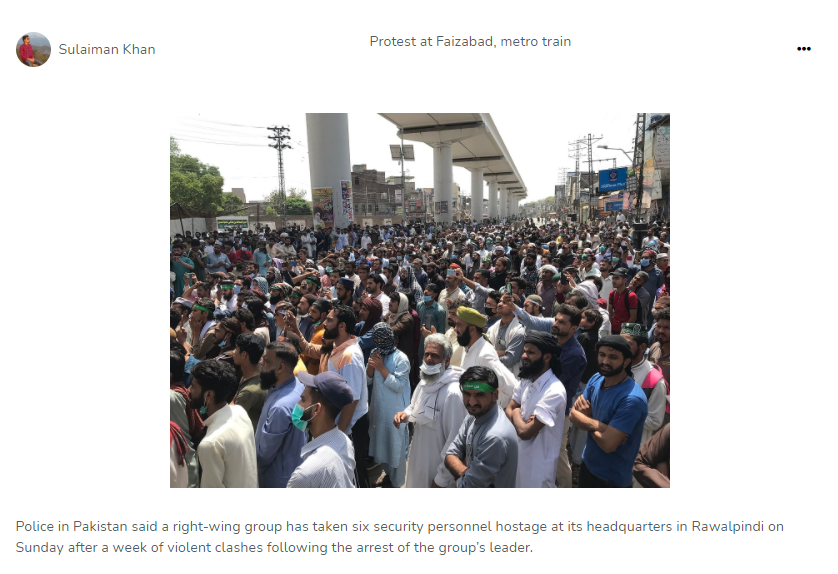 Sulaiman Khan
Protest at Faizabad, metro train
Police in Pakistan said a right-wing group has taken six security personnel hostage at its headquarters in Rawalpindi on
Sunday after a week of violent clashes following the arrest of the group's leader.